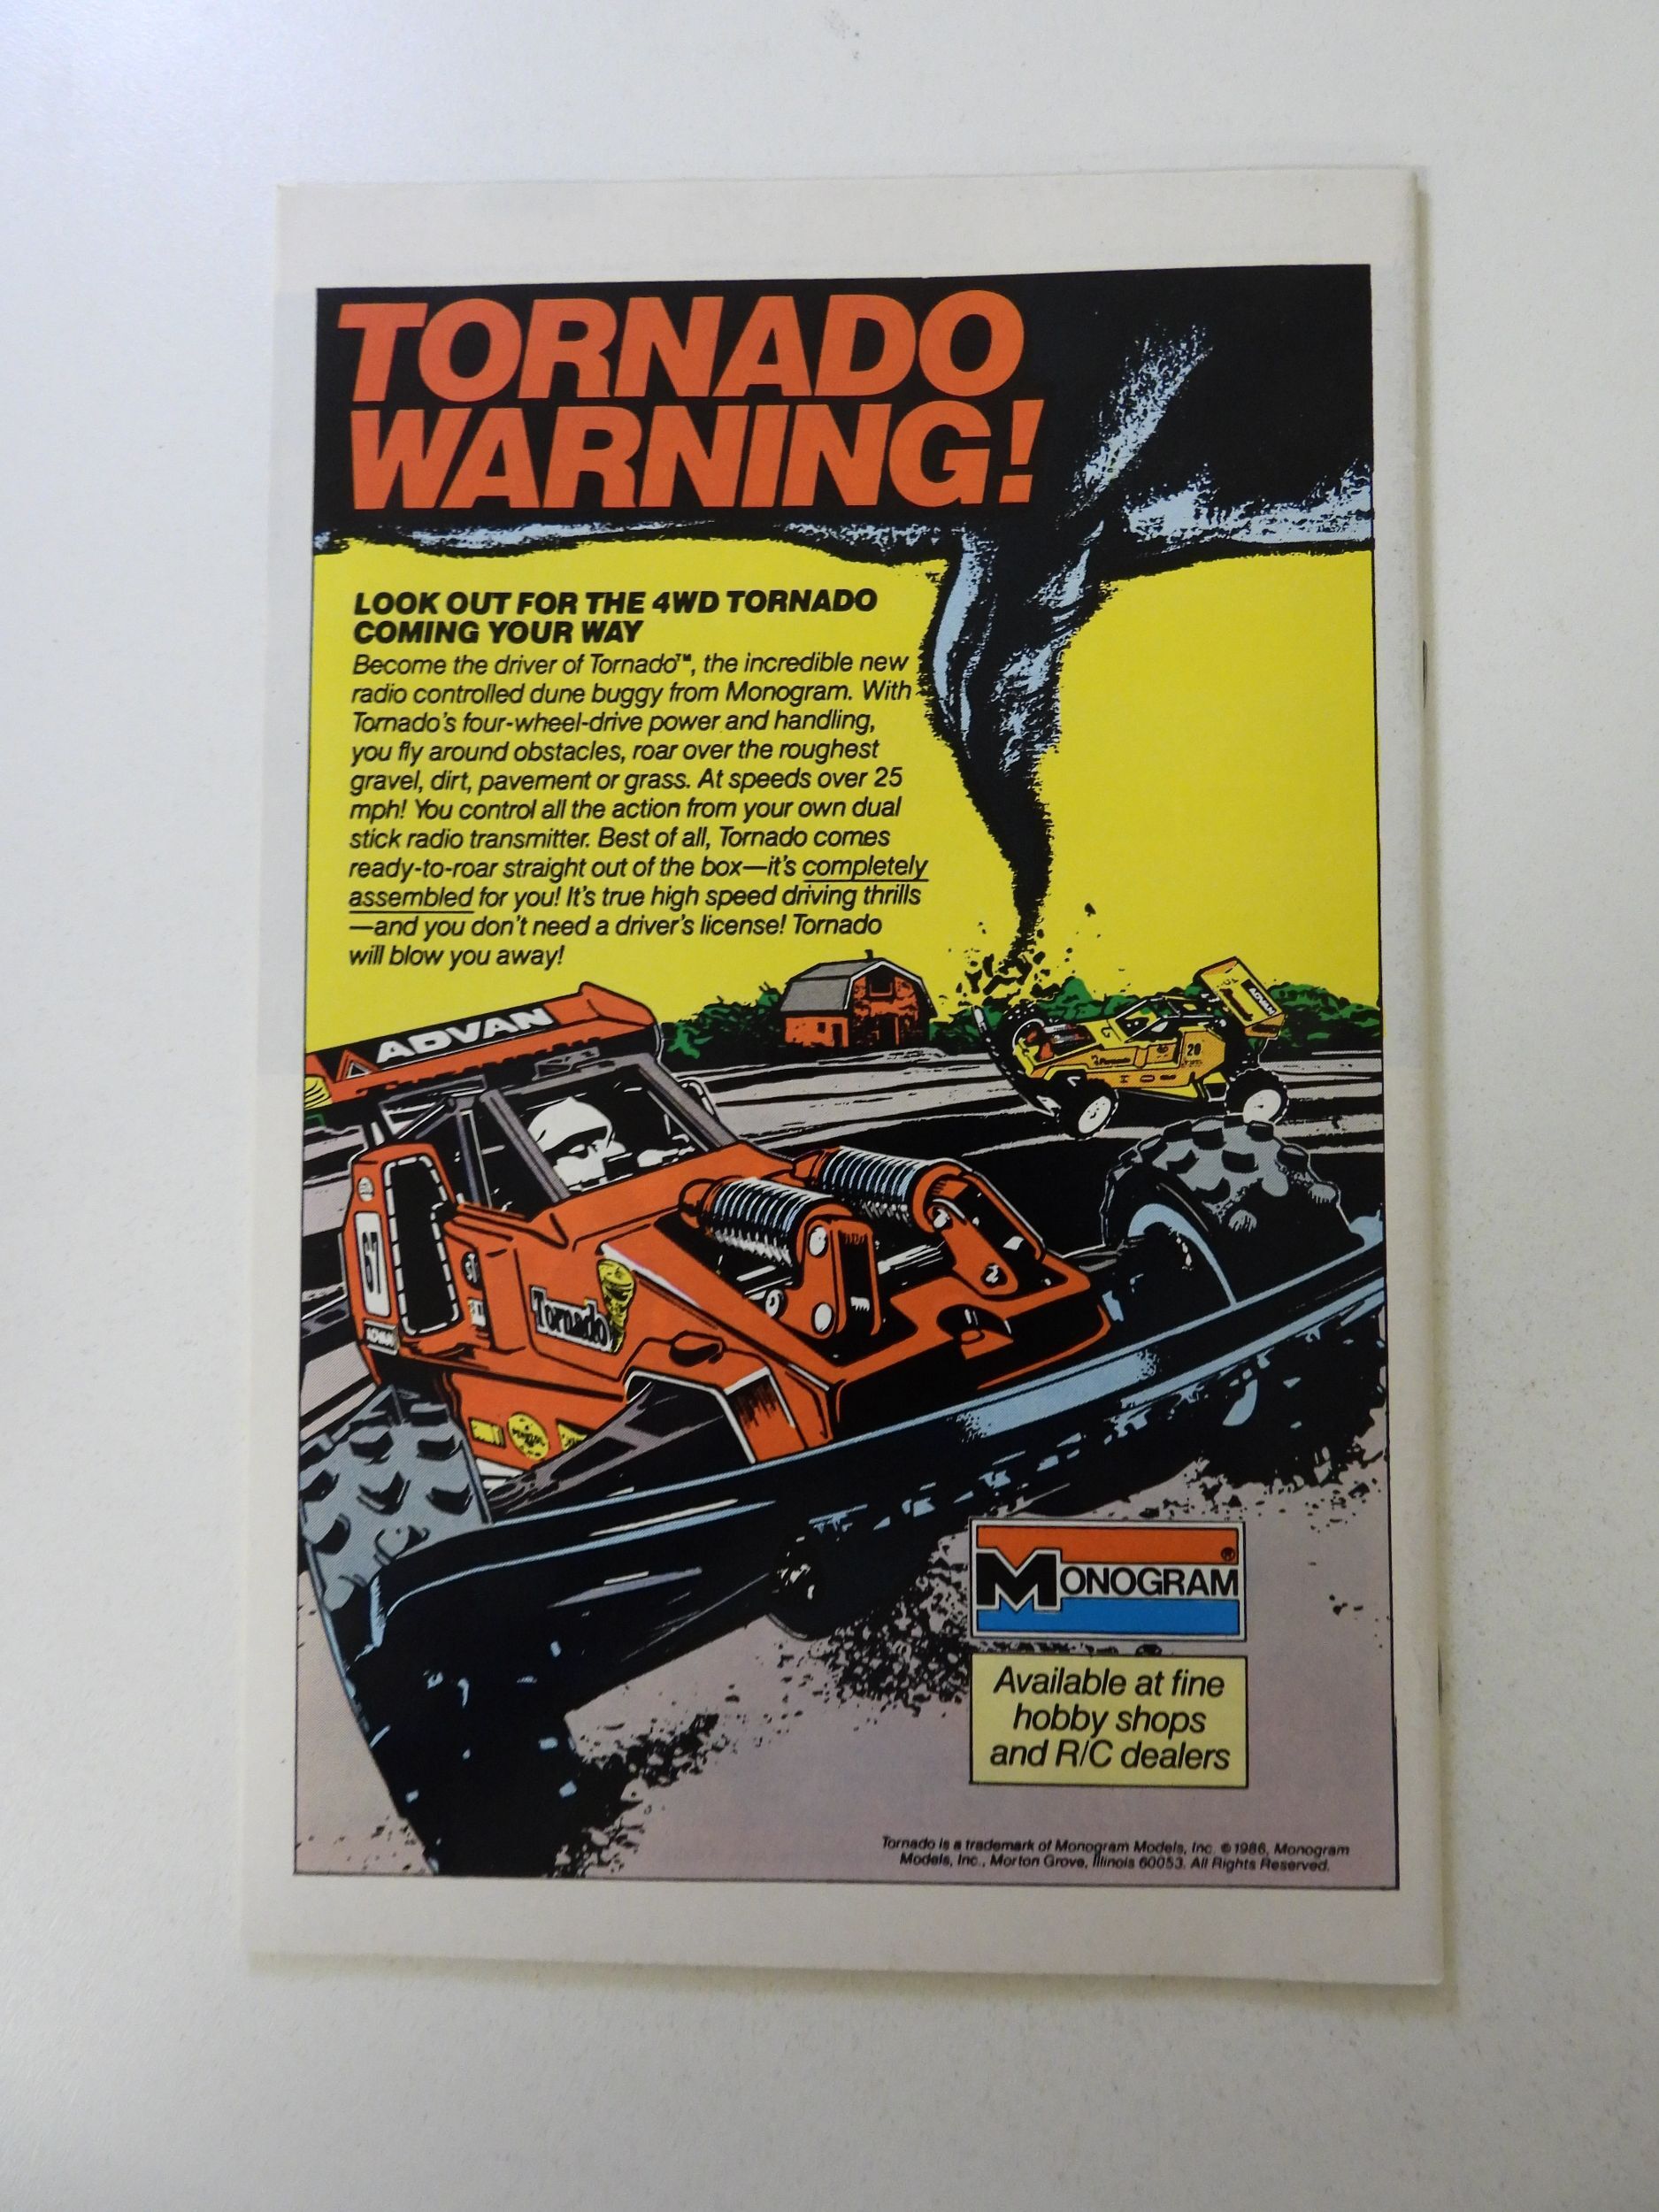 TORNADO
WARNING!
LOOK OUT FOR THE 4WD TORNADO
COMING YOUR WAY
Become the driver of Tornado™, the incredible new
radio controlled dune buggy from Monogram. With
Tornado's four-wheel-drive power and handling,
you fly around obstacles, roar over the roughest
gravel, dirt, pavement or grass. At speeds over 25
mph! You control all the action from your own dual
stick radio transmitter. Best of all, Tornado comes
ready-to-roar straight out of the box—it's completely
assembled for you! It's true high speed driving thrills
—and you don't need a driver's license! Tornado
will blow you away!
ADVAN
ADVAN
20
67
Tornado
ADVAN
MONOGRAM®
Available at fine
hobby shops
and R/C dealers
Tornado is a trademark of Monogram Models, Inc. © 1986, Monogram
Models, Inc., Morton Grove, Illinois 60053. All Rights Reserved.